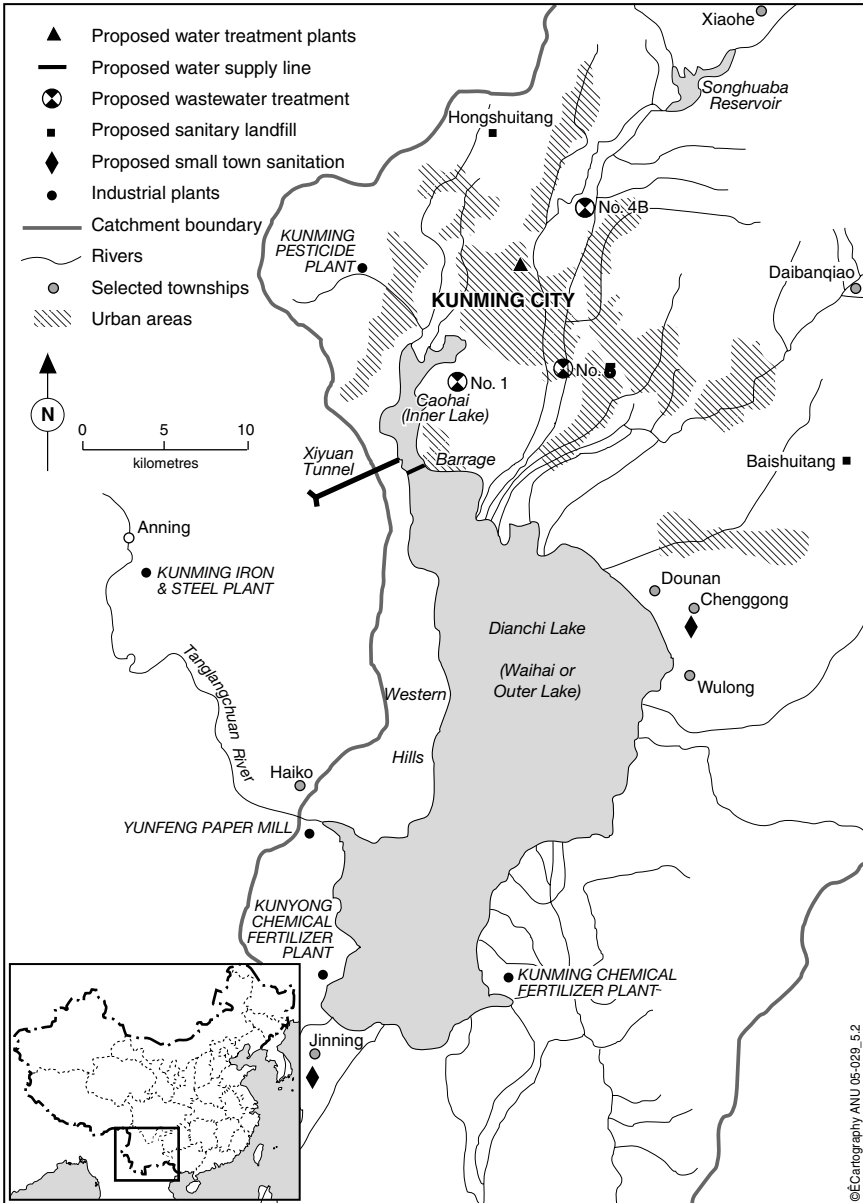 Proposed water treatment plants
Proposed water supply line
Proposed wastewater treatment
Proposed sanitary landfill
Proposed small town sanitation
Industrial plants
Catchment boundary
Rivers
Selected townships
Urban areas
N
0 5 10
kilometres
Xiaohe
Songhuaba
Reservoir
Hongshuitang
No. 4B
KUNMING
PESTICIDE
PLANT
Daibanqiao
KUNMING CITY
No. 1
No.
Caohai
(Inner Lake)
Xiyuan
Tunnel
Barrage
Baishuitang
Anning
KUNMING IRON
& STEEL PLANT
Dounan
Chenggong
Dianchi Lake
(Waihai or
Outer Lake)
Wulong
Tanglangchuan River
Western
Hills
Haiko
YUNFENG PAPER MILL
KUNYONG
CHEMICAL
FERTILIZER
PLANT
KUNMING CHEMICAL
FERTILIZER PLANT
Jinning
©ECartography ANU 05-029_5.2